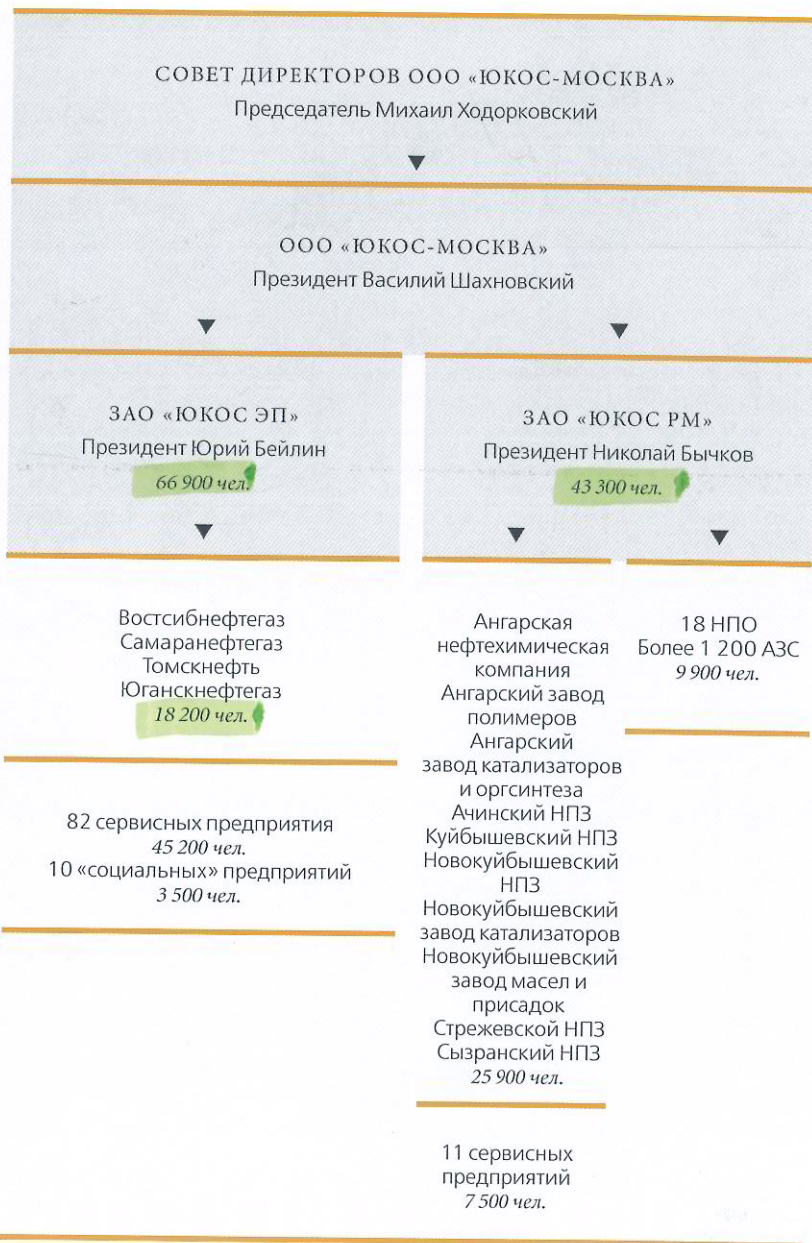 СОВЕТ ДИРЕКТОРОВ ООО «ЮКОС-МОСКВА»
Председатель Михаил Ходорковский
ООО «ЮКОС-МОСКВА»
Президент Василий Шахновский
ЗАО «ЮКОС ЭП»
Президент Юрий Бейлин
66 900 чел.
ЗАО «ЮКОС РМ»
Президент Николай Бычков
43 300 чел.
Востсибнефтегаз
Самаранефтегаз
Томскнефть
Юганскнефтегаз
18 200 чел.
82 сервисных предприятия
45 200 чел.
10 «социальных» предприятий
3 500 чел.
Ангарская
нефтехимическая
компания
Ангарский завод
полимеров
Ангарский
завод катализаторов
и оргсинтеза
Ачинский НПЗ
Куйбышевский НПЗ
Новокуйбышевский
НПЗ
Новокуйбышевский
завод катализаторов
Новокуйбышевский
завод масел и
присадок
Стрежевской НПЗ
Сызранский НПЗ
25 900 чел.
11 сервисных
предприятий
7 500 чел.
18 НПО
Более 1 200 АЗС
9 900 чел.